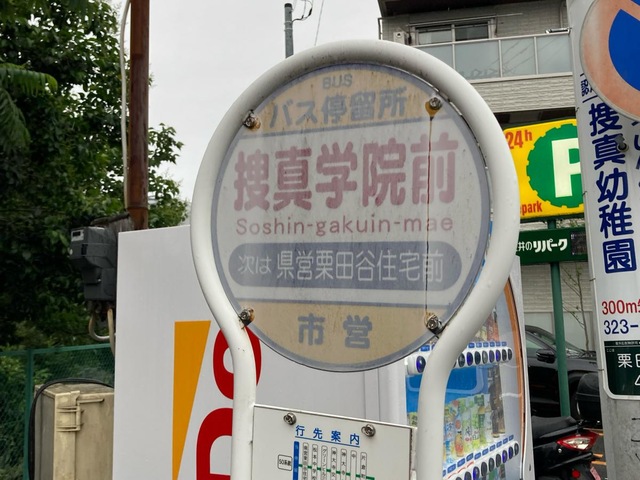 BUS
バス停留所
捜真学院前
Soshin-gakuin-mae
次は 県営栗田谷住宅前
市営
行先案内
24h
P
park
井のリパーク
捜真幼稚園
300m
323-
栗田